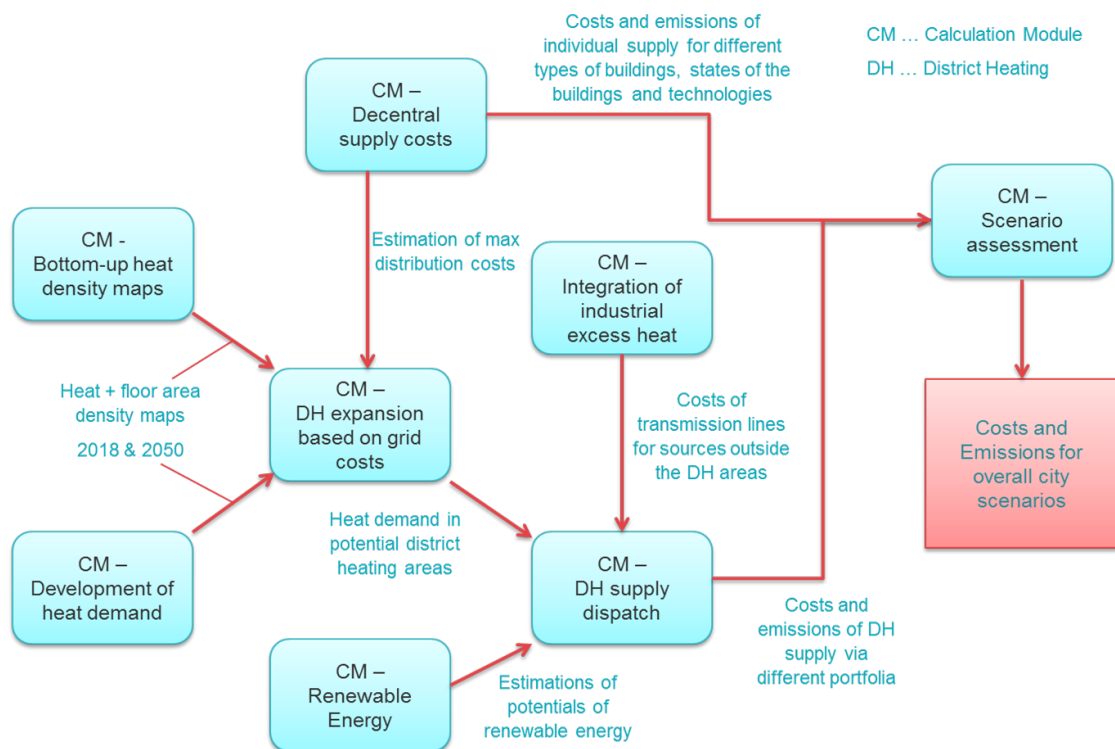 Costs and emissions of
individual supply for different
types of buildings, states of the
buildings and technologies
CM … Calculation Module
DH … District Heating
CM –
Decentral
supply costs
CM –
Scenario
assessment
CM -
Bottom-up heat
density maps
Estimation of max
distribution costs
CM –
Integration of
industrial
excess heat
Heat + floor area
density maps
2018 & 2050
CM –
DH expansion
based on grid
costs
Costs of
transmission lines
for sources outside
the DH areas
Costs and
Emissions for
overall city
scenarios
CM –
Development of
heat demand
Heat demand in
potential district
heating areas
CM –
DH supply
dispatch
Costs and
emissions of DH
supply via
different portfolia
CM –
Renewable
Energy
Estimations of
potentials of
renewable energy